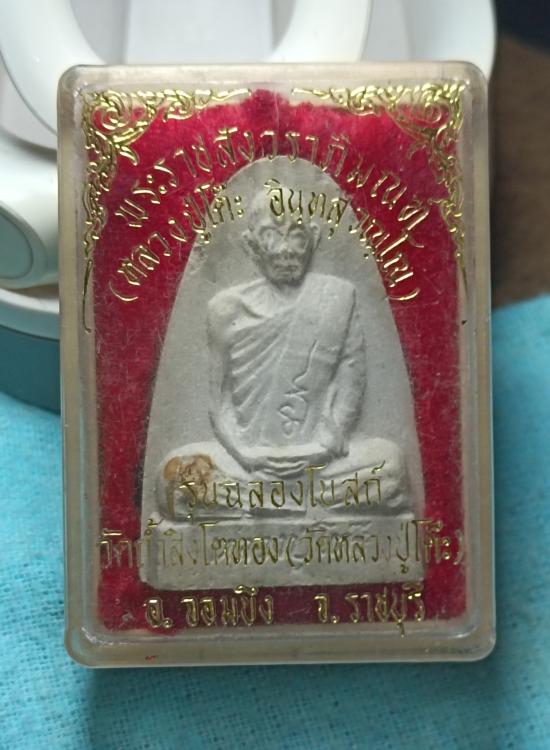 พระราชสังวราภิมณฑ์
(หลวงปู่โต๊ะ อินฺทสุวณฺโณ)
รุ่นฉลองโบสถ์
วัดถ้ำสิงโตทอง (วัดหลวงปู่โต๊ะ)
อ.จอมบึง จ.ราชบุรี